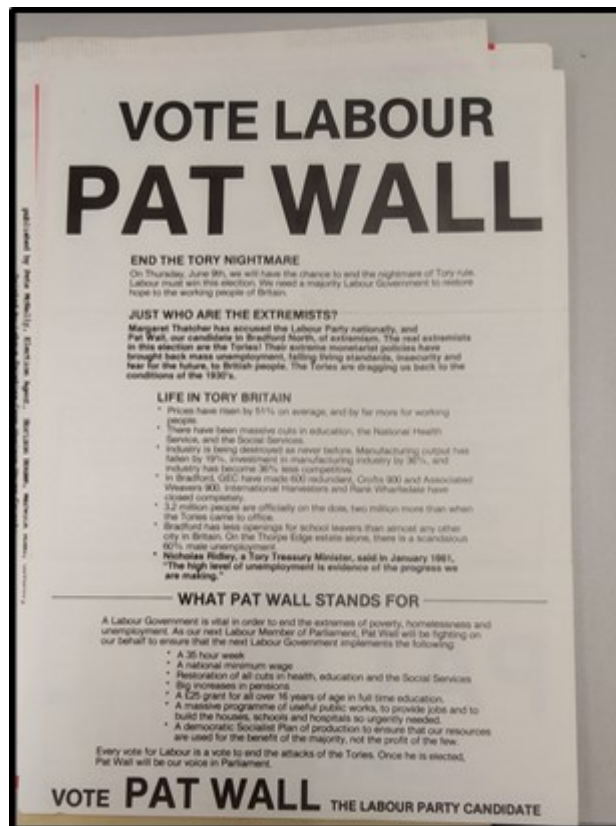 VOTE LABOUR
PAT WALL
END THE TORY NIGHTMARE
On Thursday, June 9th, we will have the chance to end the nightmare of Tory rule.
Labour must win this election. We need a majority Labour Government to restore
hope to the working people of Britain.
JUST WHO ARE THE EXTREMISTS?
Margaret Thatcher has accused the Labour Party nationally, and
Pat Wall, our candidate in Bradford North, of extremism. The real extremists
in this election are the Tories! Their extreme monetarist policies have
brought back mass unemployment, falling living standards, insecurity and
fear for the future, to British people. The Tories are dragging us back to the
conditions of the 1930's.
LIFE IN TORY BRITAIN
* Prices have risen by 51% on average, and by far more for working
people.
* There have been massive cuts in education, the National Health
Service, and the Social Services.
* Industry is being destroyed as never before. Manufacturing output has
fallen by 19%, investment in manufacturing industry by 36%, and
industry has become 36% less competitive.
* In Bradford, GEC have made 600 redundant, Crofts 900 and Associated
Weavers 900. International Harvesters and Rank Wharfedale have
closed completely.
* 3.2 million people are officially on the dole, two million more than when
the Tories came to office.
* Bradford has less openings for school leavers than almost any other
city in Britain. On the Thorpe Edge estate alone, there is a scandalous
60% male unemployment.
* Nicholas Ridley, a Tory Treasury Minister, said in January 1981,
"The high level of unemployment is evidence of the progress we
are making."
WHAT PAT WALL STANDS FOR
A Labour Government is vital in order to end the extremes of poverty, homelessness and
unemployment. As our next Labour Member of Parliament, Pat Wall will be fighting on
our behalf to ensure that the next Labour Government implements the following:
* A 35 hour week
* A national minimum wage
* Restoration of all cuts in health, education and the Social Services
* Big increases in pensions
* A £25 grant for all over 16 years of age in full time education.
* A massive programme of useful public works, to provide jobs and to
build the houses, schools and hospitals so urgently needed.
* A democratic Socialist Plan of production to ensure that our resources
are used for the benefit of the majority, not the profit of the few.
Every vote for Labour is a vote to end the attacks of the Tories. Once he is elected,
Pat Wall will be our voice in Parliament.
VOTE PAT WALL THE LABOUR PARTY CANDIDATE
published by Election Agent,